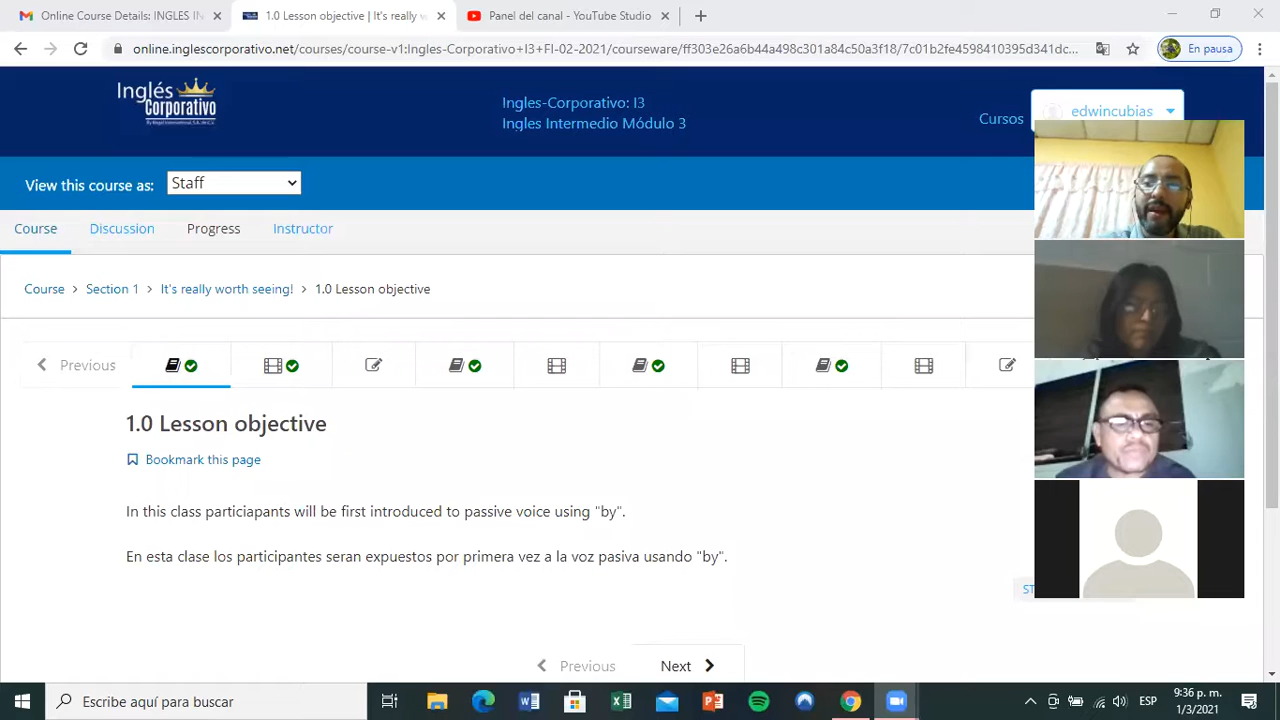 Online Course Details: INGLES IN
1.0 Lesson objective | It's really w
Panel del canal - YouTube Studio
online.inglescorporativo.net/courses/course-v1:Ingles-Corporativo+I3+FI-02-2021/courseware/ff303e26a6b44a498c301a84c50a3f18/7c01b2fe4598410395d341dc...
En pausa
Inglés
Corporativo
Ingles-Corporativo: I3
Ingles Intermedio Módulo 3
Cursos
edwincubias
View this course as:
Staff
Course
Discussion
Progress
Instructor
Course > Section 1 > It's really worth seeing! > 1.0 Lesson objective
Previous
1.0 Lesson objective
Bookmark this page
In this class particiapants will be first introduced to passive voice using "by".
En esta clase los participantes seran expuestos por primera vez a la voz pasiva usando "by".
ST
Previous
Next
Escribe aquí para buscar
ESP
9:36 p. m.
1/3/2021